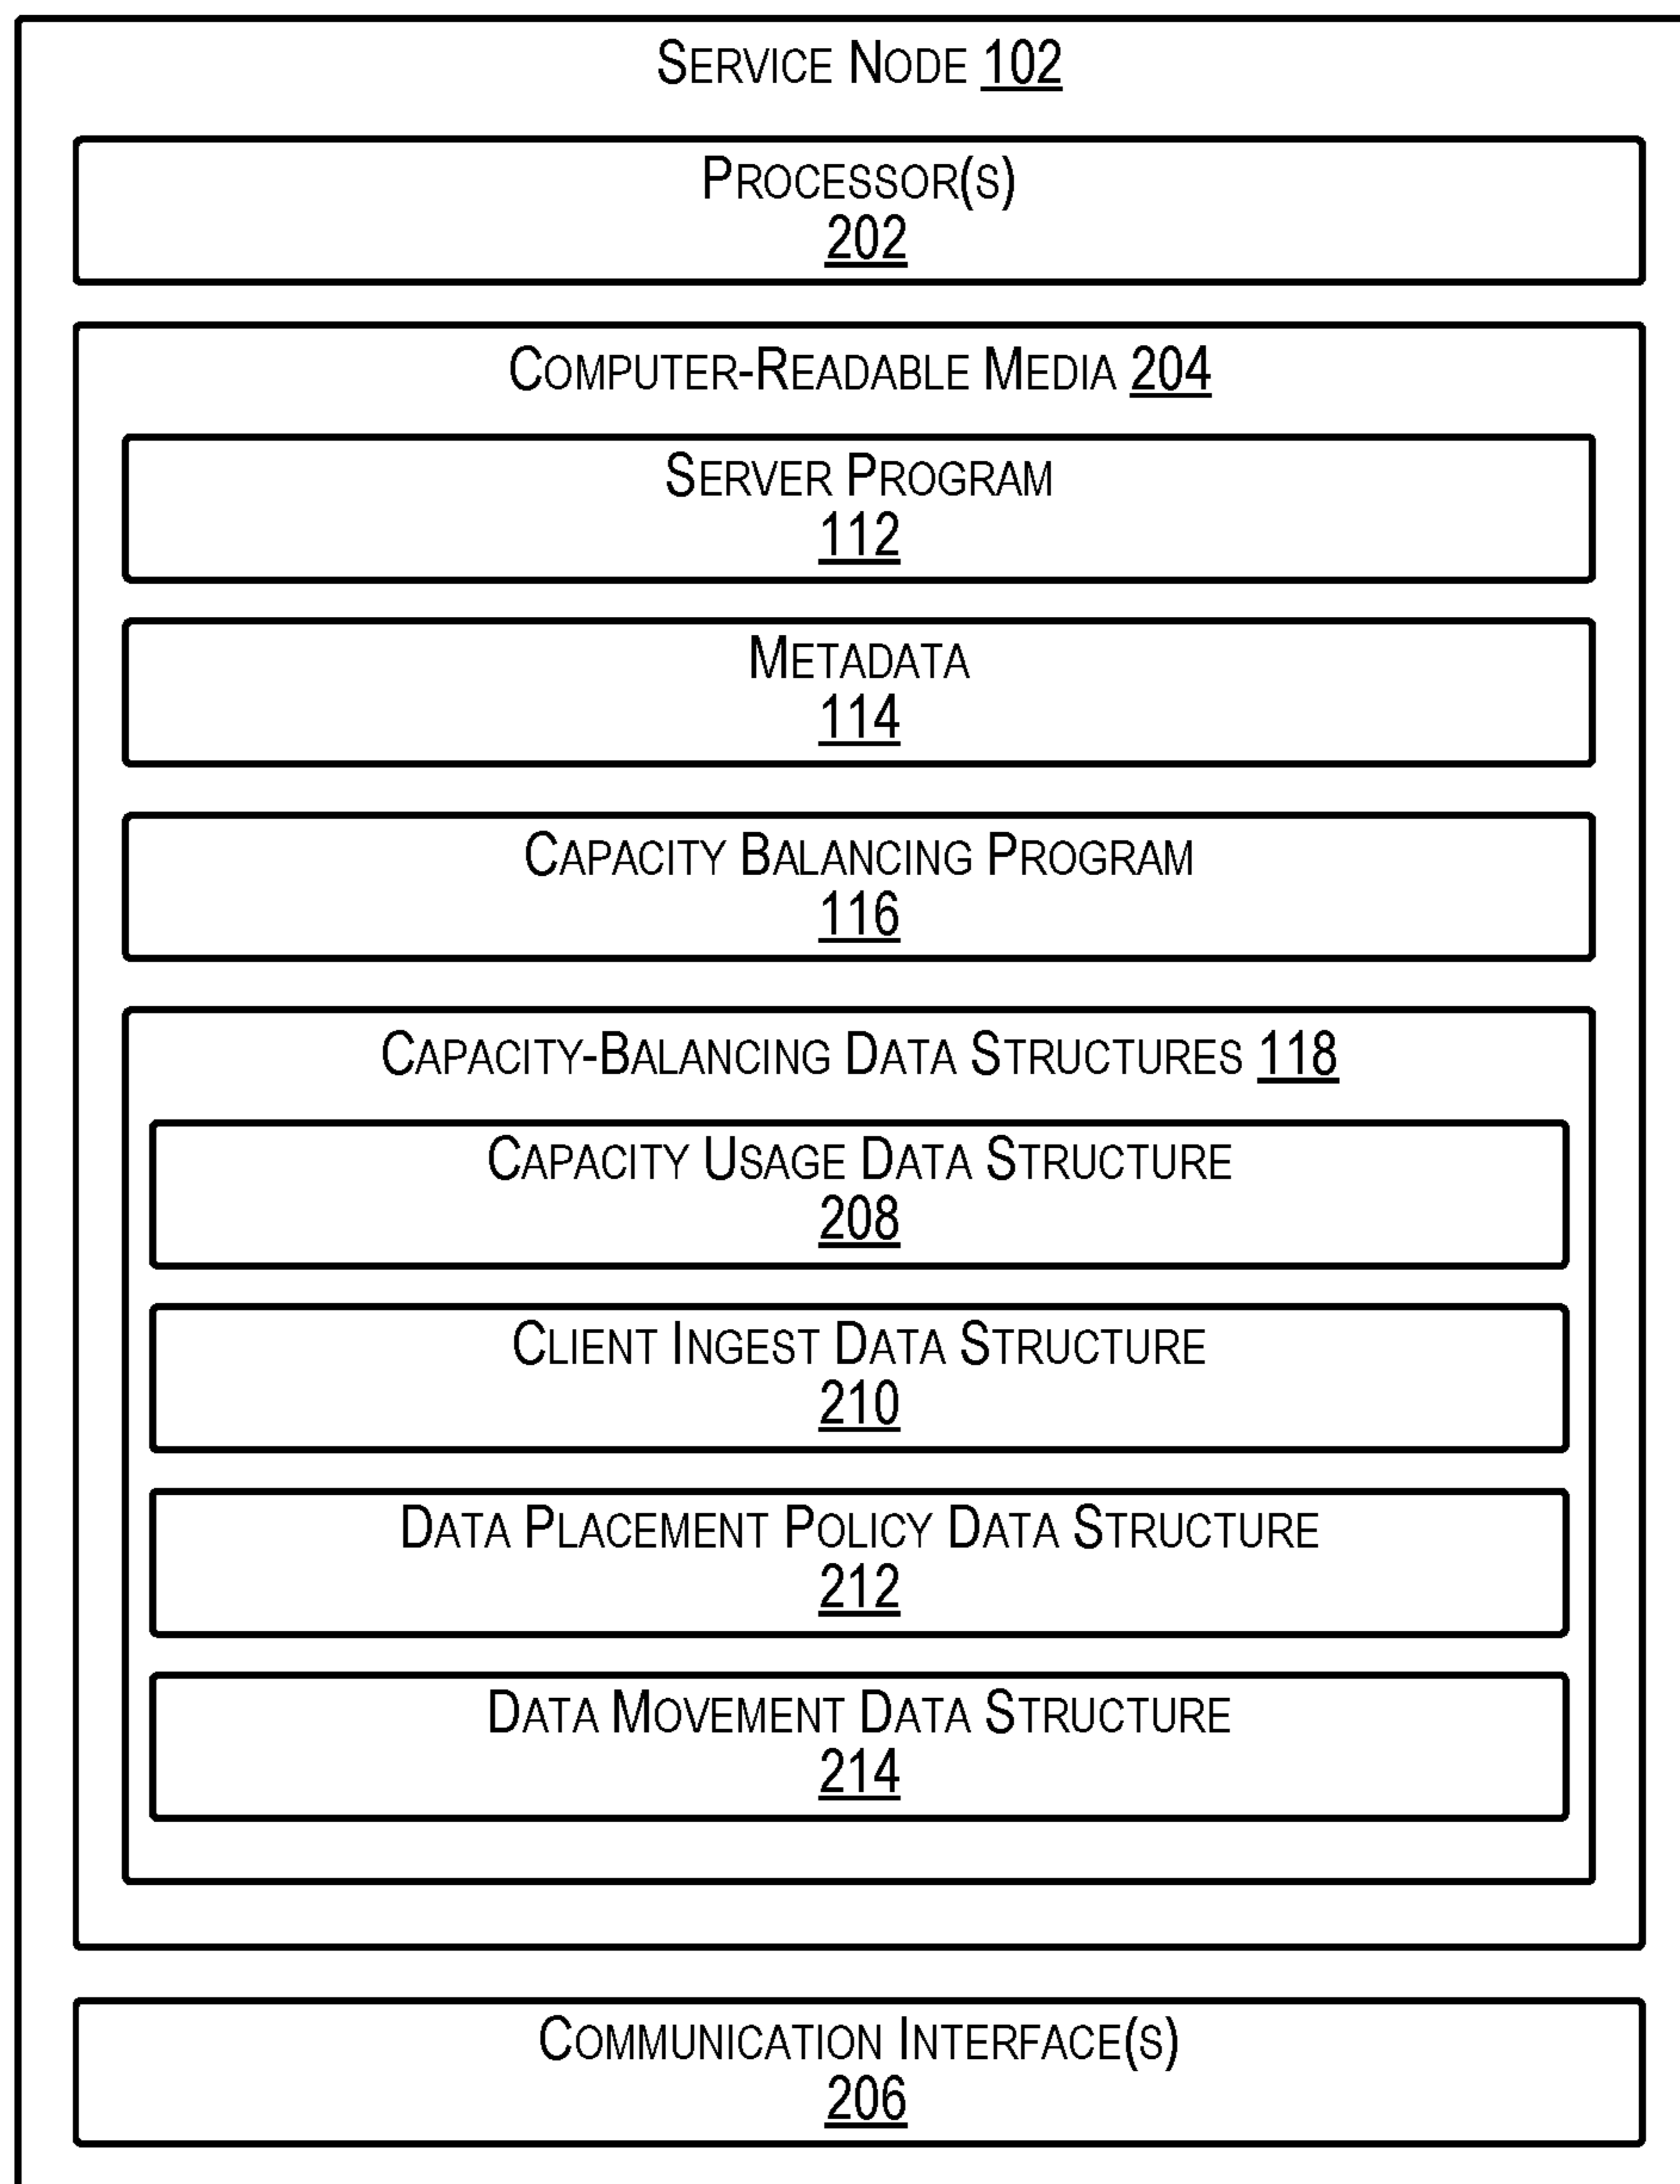 SERVICE NODE 102
PROCESSOR(S)
202
COMPUTER-READABLE MEDIA 204
SERVER PROGRAM
112
METADATA
114
CAPACITY BALANCING PROGRAM
116
CAPACITY-BALANCING DATA STRUCTURES 118
CAPACITY USAGE DATA STRUCTURE
208
CLIENT INGEST DATA STRUCTURE
210
DATA PLACEMENT POLICY DATA STRUCTURE
212
DATA MOVEMENT DATA STRUCTURE
214
COMMUNICATION INTERFACE(S)
206